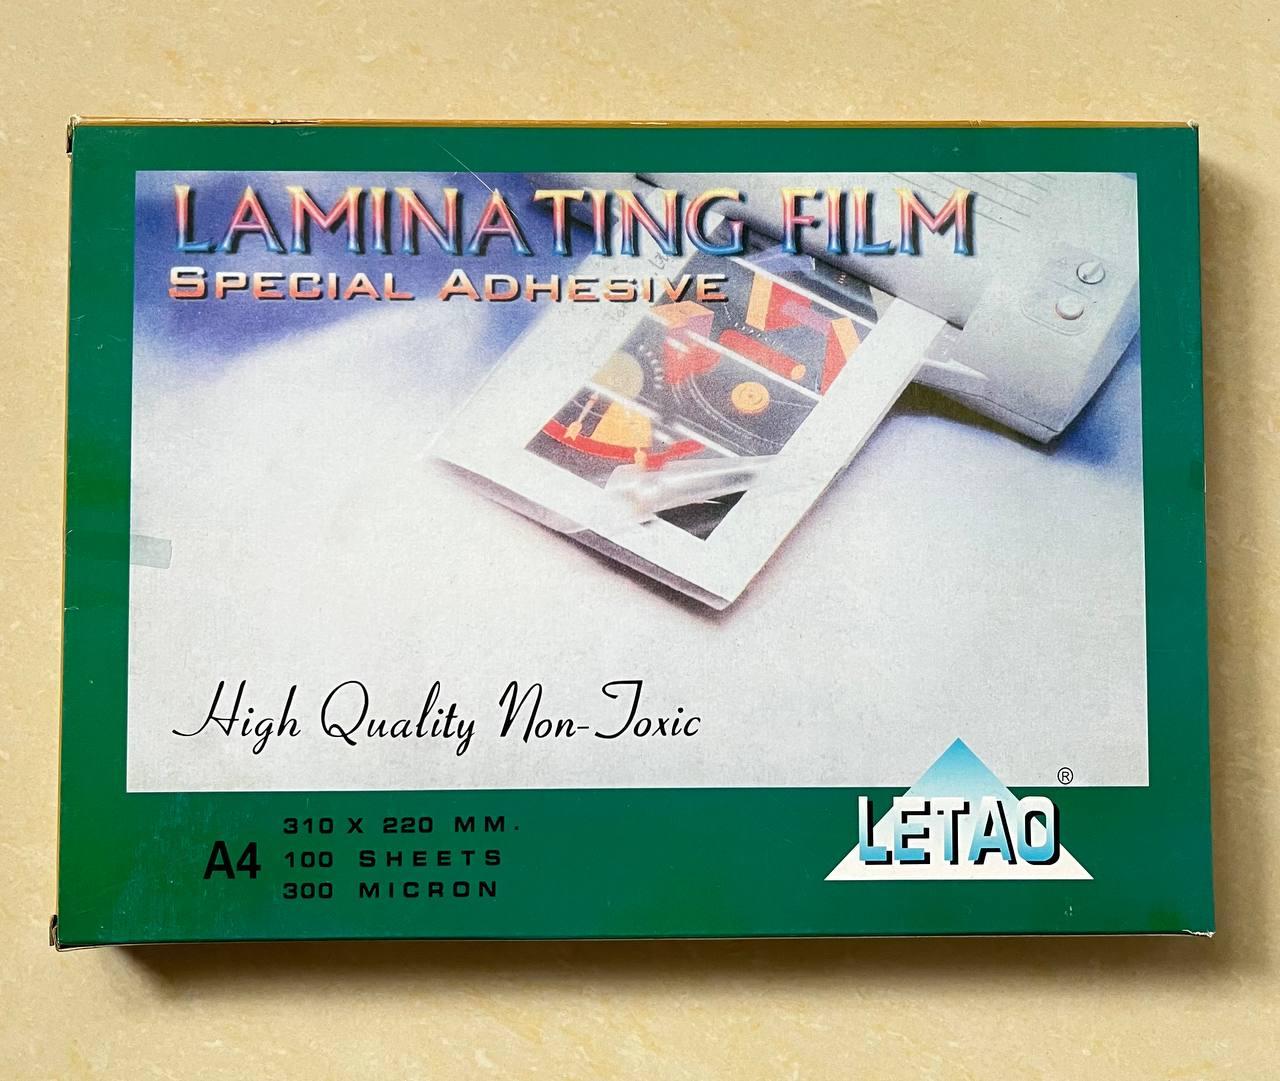 LAMINATING FILM
SPECIAL ADHESIVE
High Quality Non-Toxic
A4
310 X 220 MM.
100 SHEETS
300 MICRON
LETAO ®